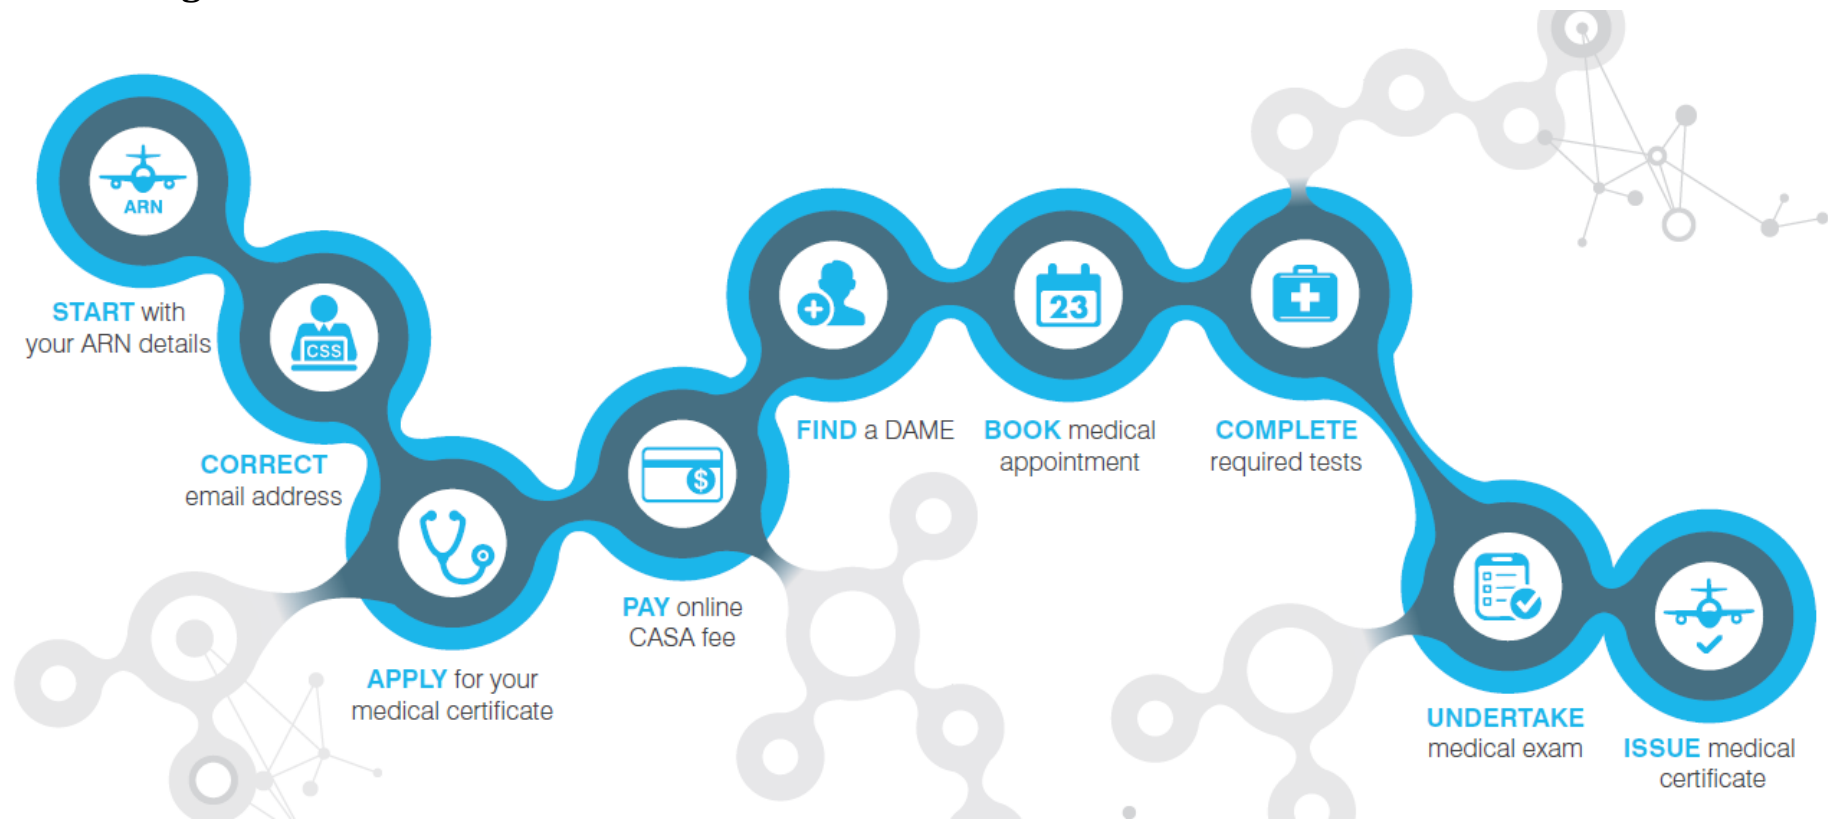 ARN
START with
your ARN details
CSS
CORRECT
email address
APPLY for your
medical certificate
$
PAY online
CASA fee
FIND a DAME
23
BOOK medical
appointment
COMPLETE
required tests
UNDERTAKE
medical exam
ISSUE medical
certificate